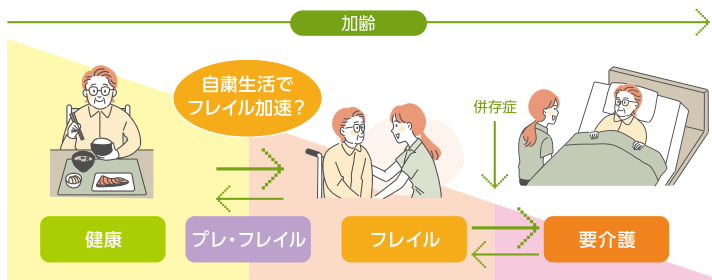 加齢
自粛生活で
フレイル加速？
併存症
健康
プレ・フレイル
フレイル
要介護